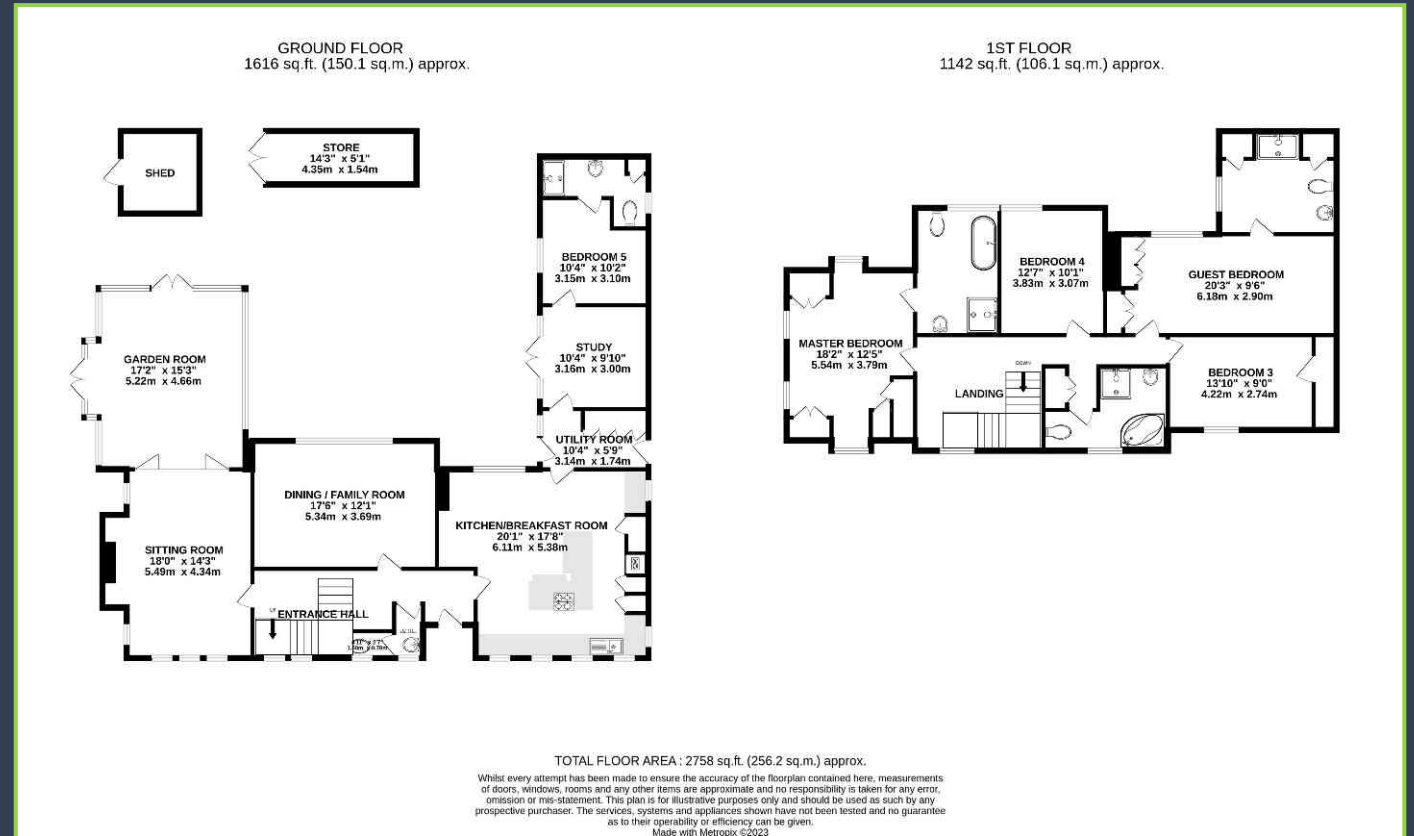 GROUND FLOOR
1616 sq.ft. (150.1 sq.m.) approx.
1ST FLOOR
1142 sq.ft. (106.1 sq.m.) approx.
SHED
STORE
14'3" x 5'1"
4.35m x 1.54m
BEDROOM 5
10'4" x 10'2"
3.15m x 3.10m
STUDY
10'4" x 9'10"
3.16m x 3.00m
GARDEN ROOM
17'2" x 15'3"
5.22m x 4.66m
UTILITY ROOM
10'4" x 5'9"
3.14m x 1.74m
DINING / FAMILY ROOM
17'6" x 12'1"
5.34m x 3.69m
KITCHEN/BREAKFAST ROOM
20'1" x 17'8"
6.11m x 5.38m
SITTING ROOM
18'0" x 14'3"
5.49m x 4.34m
UP
ENTRANCE HALL
BEDROOM 4
12'7" x 10'1"
3.83m x 3.07m
GUEST BEDROOM
20'3" x 9'6"
6.18m x 2.90m
MASTER BEDROOM
18'2" x 12'5"
5.54m x 3.79m
DOWN
LANDING
BEDROOM 3
13'10" x 9'0"
4.22m x 2.74m
TOTAL FLOOR AREA : 2758 sq.ft. (256.2 sq.m.) approx.
Whilst every attempt has been made to ensure the accuracy of the floorplan contained here, measurements
of doors, windows, rooms and any other items are approximate and no responsibility is taken for any error,
omission or mis-statement. This plan is for illustrative purposes only and should be used as such by any
prospective purchaser. The services, systems and appliances shown have not been tested and no guarantee
as to their operability or efficiency can be given.
Made with Metropix ©2023